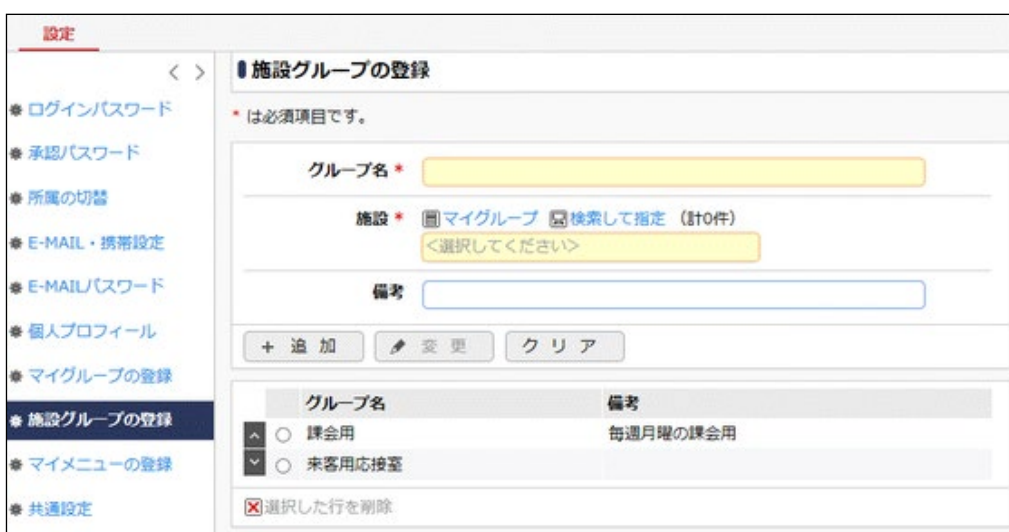 設定
< >
ログインパスワード
承認パスワード
所属の切替
E-MAIL・携帯設定
E-MAILパスワード
個人プロフィール
マイグループの登録
施設グループの登録
マイメニューの登録
共通設定
施設グループの登録
* は必須項目です。
グループ名 *
施設 * マイグループ 検索して指定 (計0件)
<選択してください>
備考
+ 追 加 変 更 ク リ ア
グループ名 備考
課会用 毎週月曜の課会用
来客用応接室
選択した行を削除